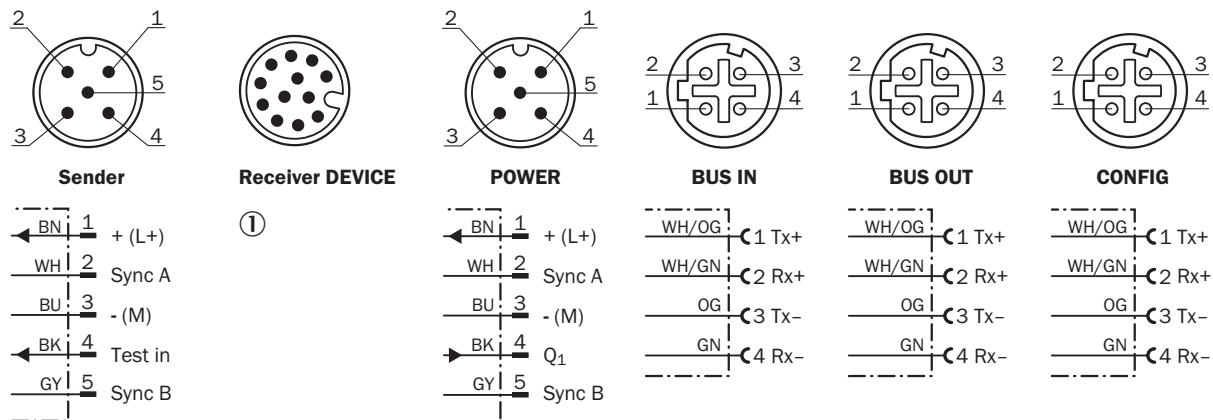 2 1
5
3 4
Sender
BN 1 + (L+)
WH 2 Sync A
BU 3 - (M)
BK 4 Test in
GY 5 Sync B
Receiver DEVICE
①
2 1
5
3 4
POWER
BN 1 + (L+)
WH 2 Sync A
BU 3 - (M)
BK 4 Q₁
GY 5 Sync B
2 3
1 4
BUS IN
WH/OG 1 Tx+
WH/GN 2 Rx+
OG 3 Tx–
GN 4 Rx–
2 3
1 4
BUS OUT
WH/OG 1 Tx+
WH/GN 2 Rx+
OG 3 Tx–
GN 4 Rx–
2 3
1 4
CONFIG
WH/OG 1 Tx+
WH/GN 2 Rx+
OG 3 Tx–
GN 4 Rx–